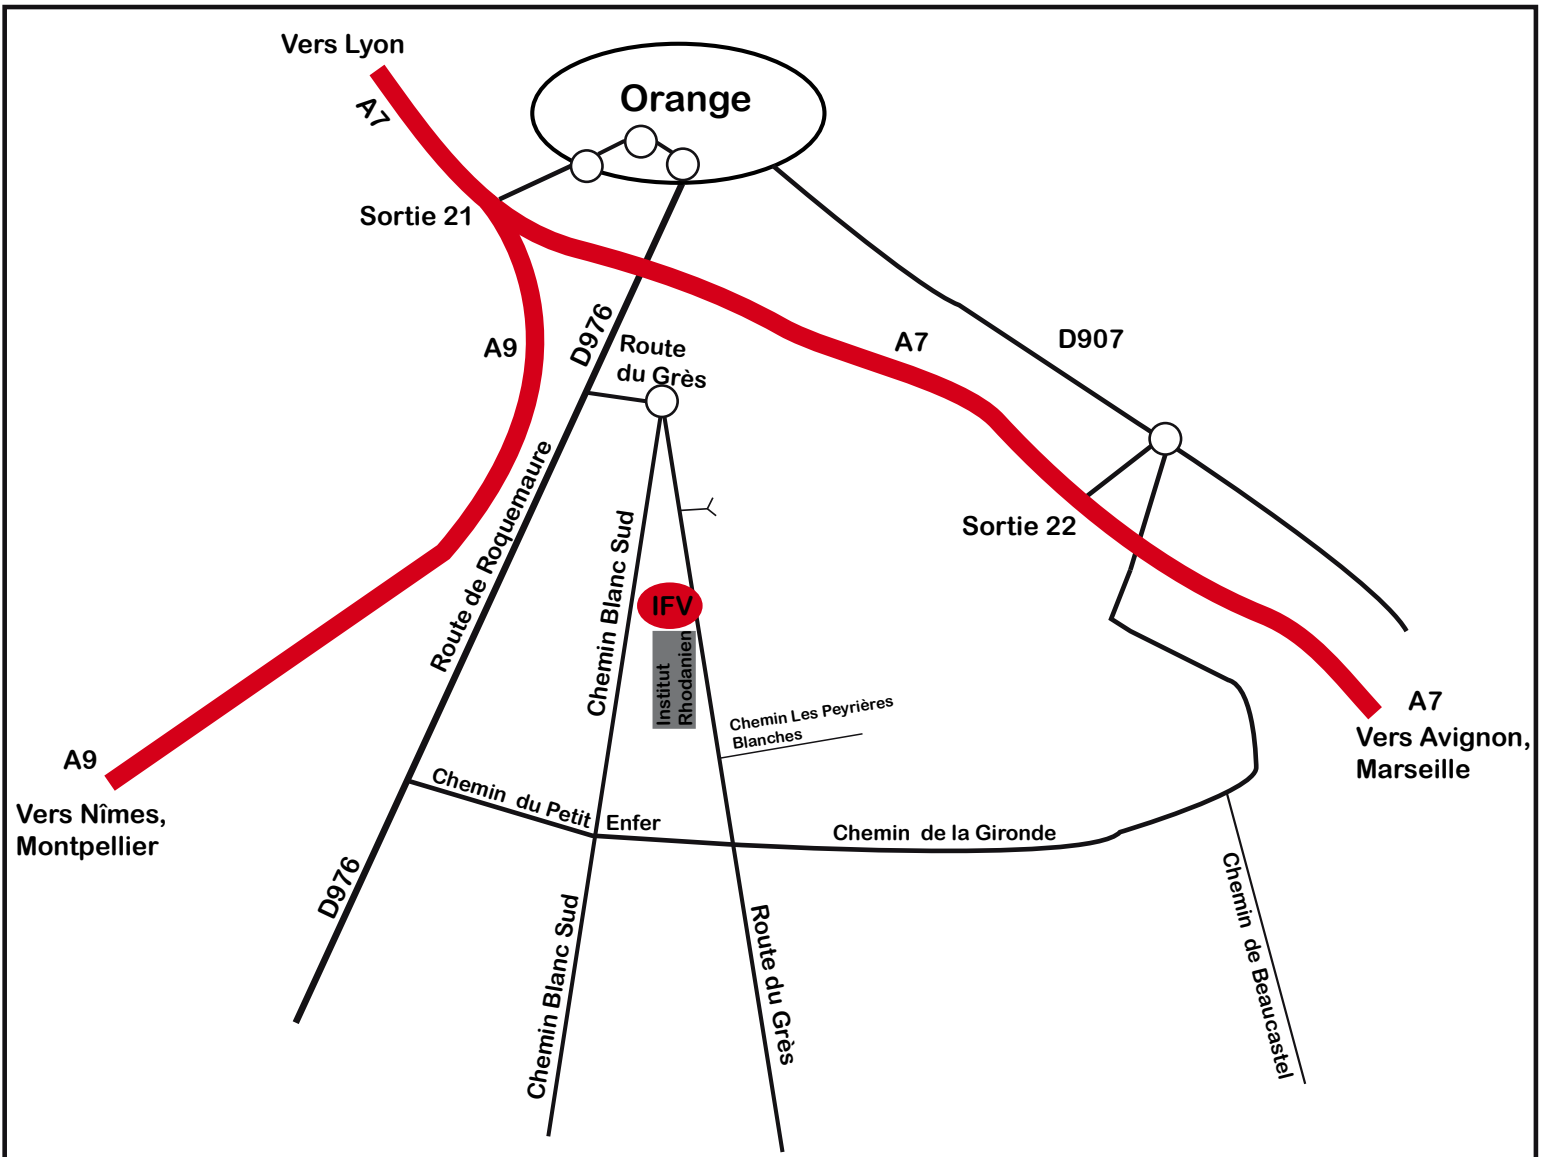 Vers Lyon
A7
Orange
Sortie 21
A9
D976
Route
du Grès
A7
D907
Route de Roquemaure
Chemin Blanc Sud
Sortie 22
IFV
Institut
Rhodanien
Chemin Les Peyrières
Blanches
A7
Vers Avignon,
Marseille
A9
Vers Nîmes,
Montpellier
Chemin du Petit Enfer
Chemin de la Gironde
D976
Chemin Blanc Sud
Route du Grès
Chemin de Beaucastel